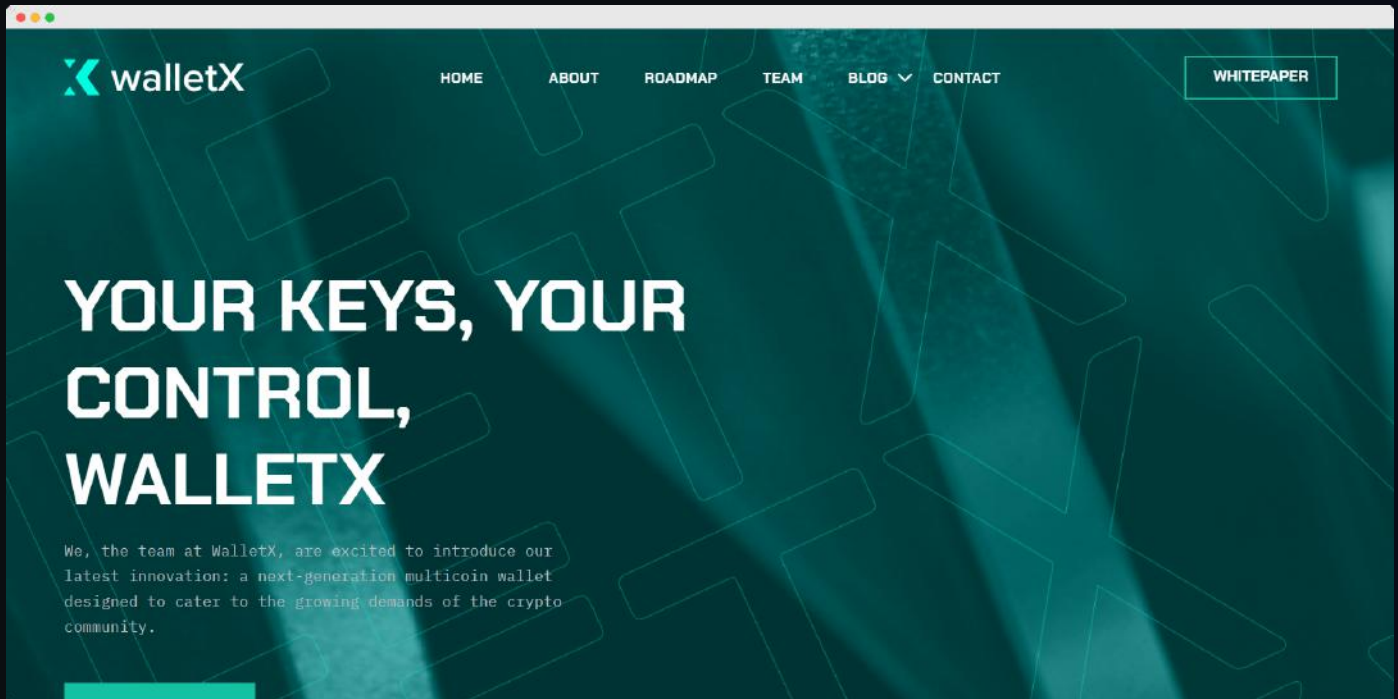 walletX
HOME ABOUT ROADMAP TEAM BLOG CONTACT
WHITEPAPER
YOUR KEYS, YOUR
CONTROL,
WALLETX
We, the team at WalletX, are excited to introduce our
latest innovation: a next-generation multicoin wallet
designed to cater to the growing demands of the crypto
community.